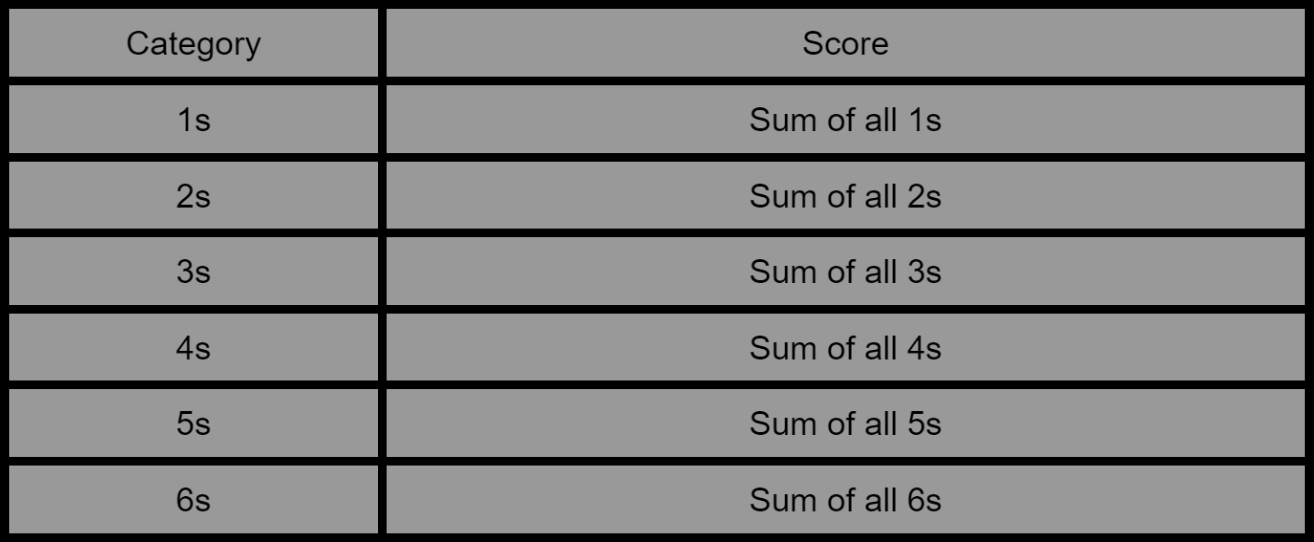 Category Score
1s Sum of all 1s
2s Sum of all 2s
3s Sum of all 3s
4s Sum of all 4s
5s Sum of all 5s
6s Sum of all 6s